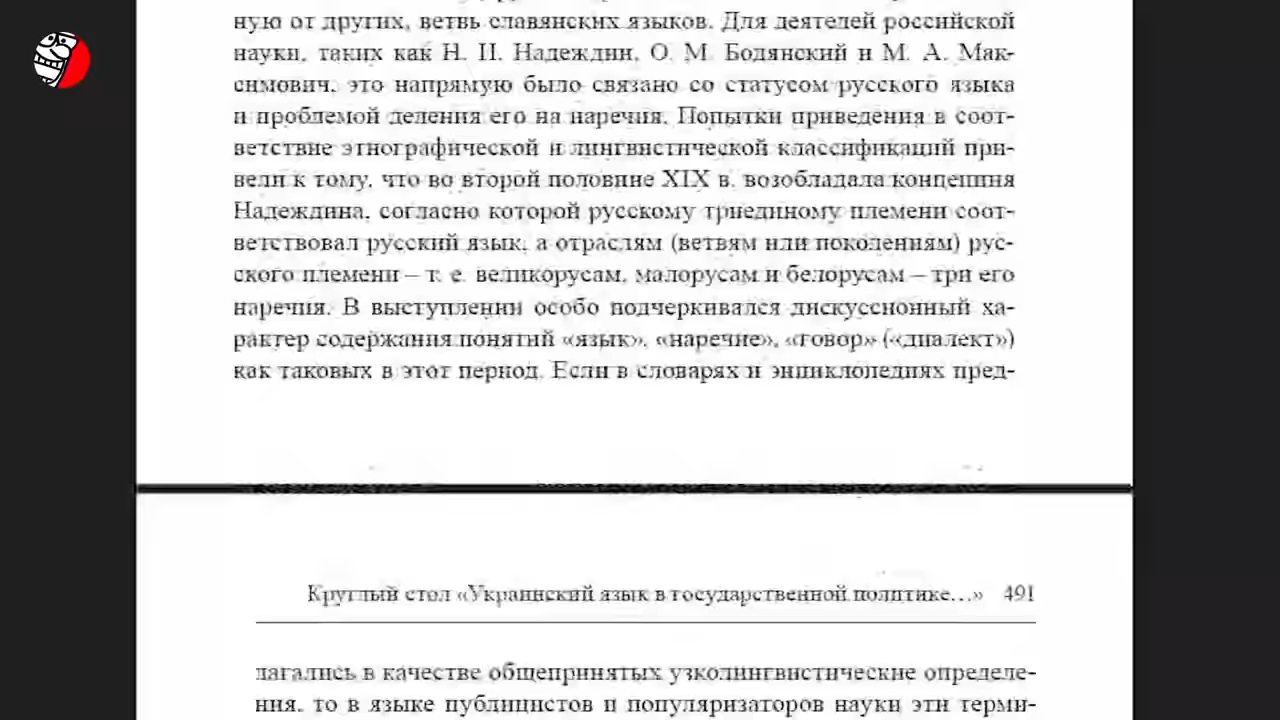 ную от других, ветвь славянских языков. Для деятелей российской
науки, таких как Н. И. Надеждин, О. М. Бодянский и М. А. Мак-
симович, это напрямую было связано со статусом русского языка
и проблемой деления его на наречия. Попытки приведения в соот-
ветствие этнографической и лингвистической классификаций при-
вели к тому, что во второй половине XIX в. возобладала концепция
Надеждина, согласно которой русскому триединому племени соот-
ветствовал русский язык, а отраслям (ветвям или поколениям) рус-
ского племени – т. е. великорусам, малорусам и белорусам – три его
наречия. В выступлении особо подчеркивался дискуссионный ха-
рактер содержания понятий «язык», «наречие», «говор» («диалект»)
как таковых в этот период. Если в словарях и энциклопедиях пред-
Круглый стол «Украинский язык в государственной политике...» 491
лагались в качестве общепринятых узколингвистические определе-
ния, то в языке публицистов и популяризаторов науки эти терми-